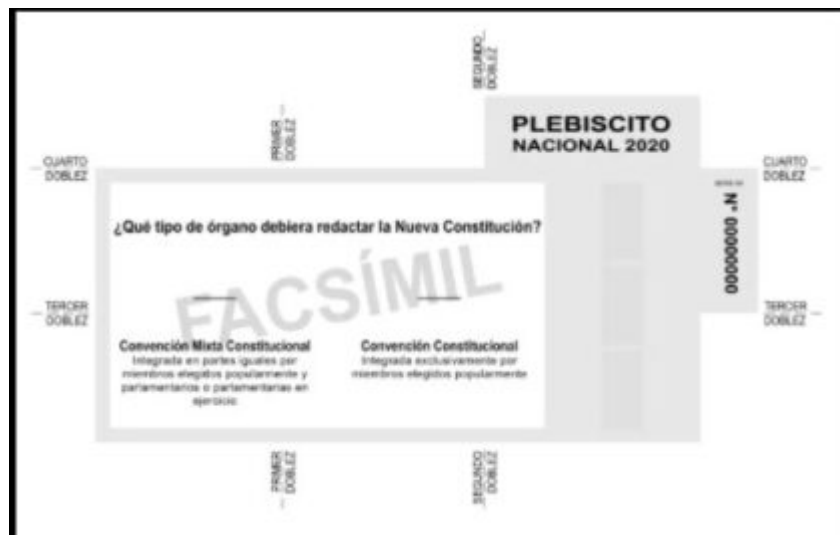 SEGUNDO
DOBLEZ
PRIMER
DOBLEZ
PLEBISCITO
NACIONAL 2020
CUARTO
DOBLEZ
CUARTO
DOBLEZ
N° 0000000
¿Qué tipo de órgano debiera redactar la Nueva Constitución?
FACSÍMIL
TERCER
DOBLEZ
TERCER
DOBLEZ
Convención Mixta Constitucional
Integrada en partes iguales por
miembros elegidos popularmente y
parlamentarios o parlamentarias en
ejercicio
Convención Constitucional
Integrada exclusivamente por
miembros elegidos popularmente
PRIMER
DOBLEZ
SEGUNDO
DOBLEZ